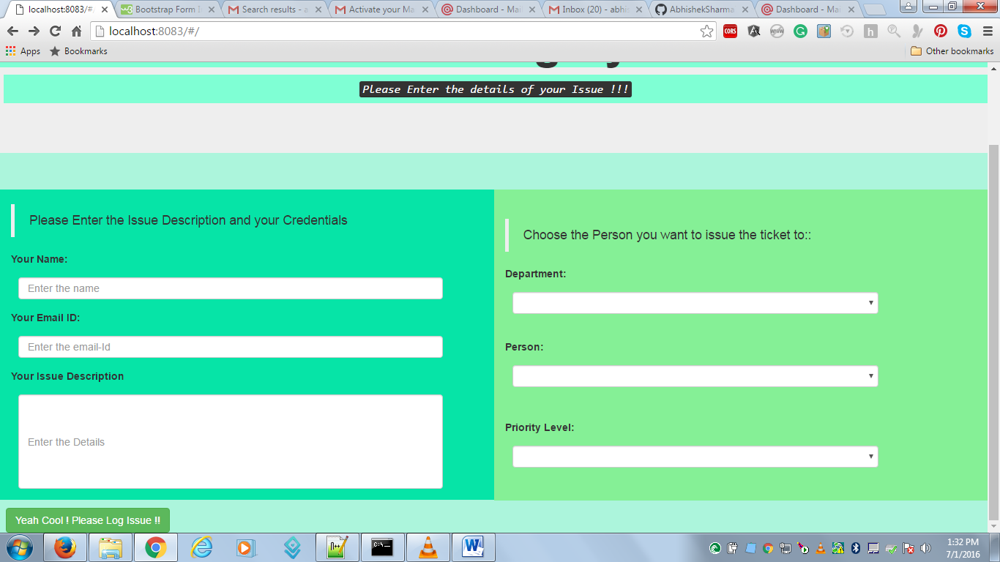 localhost:8083/#/
Bootstrap Form I
Search results - a
Activate your Ma
Dashboard - Mai
Inbox (20) - abhis
AbhishekSharma
Dashboard - Mai
localhost:8083/#/
CORS
Apps
Bookmarks
Other bookmarks
Please Enter the details of your Issue !!!
Please Enter the Issue Description and your Credentials
Choose the Person you want to issue the ticket to::
Your Name:
Enter the name
Department:
Your Email ID:
Enter the email-Id
Person:
Your Issue Description
Enter the Details
Priority Level:
Yeah Cool ! Please Log Issue !!
1:32 PM
7/1/2016